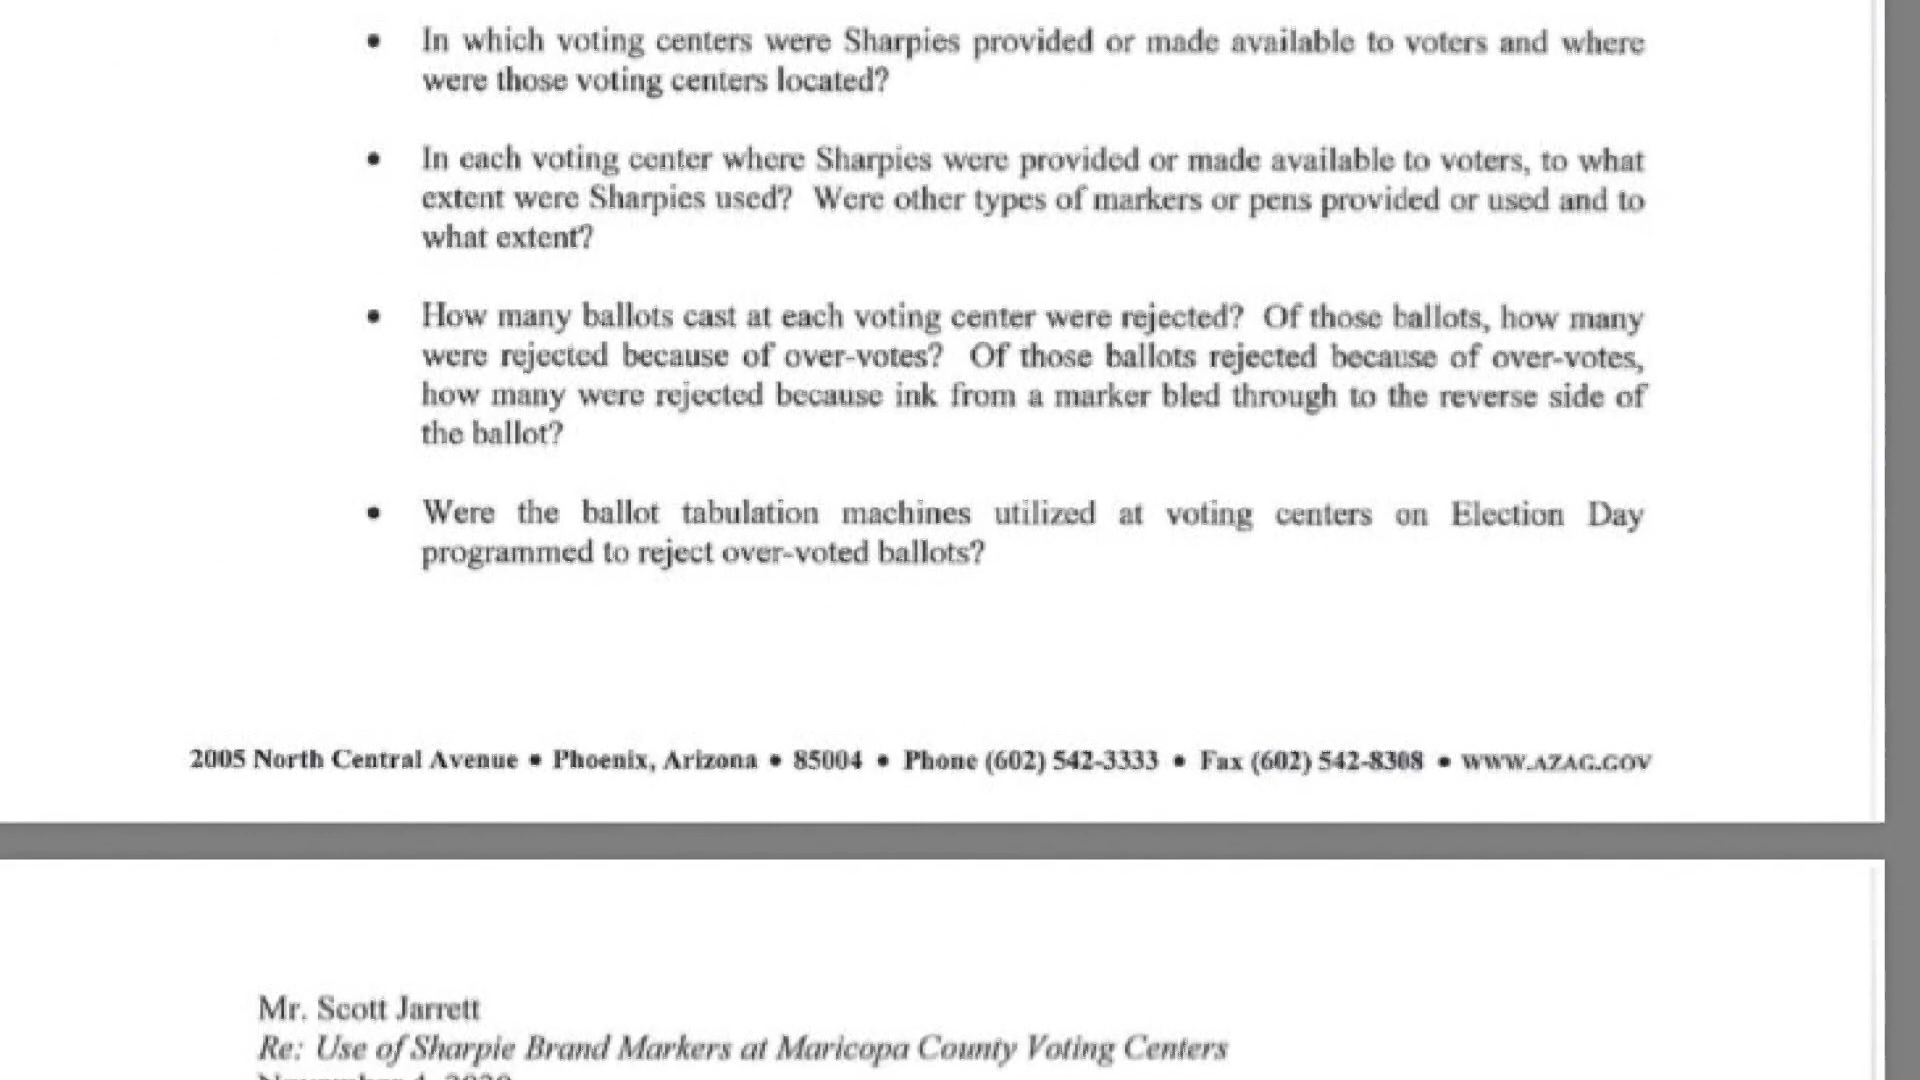 • In which voting centers were Sharpies provided or made available to voters and where
were those voting centers located?
• In each voting center where Sharpies were provided or made available to voters, to what
extent were Sharpies used? Were other types of markers or pens provided or used and to
what extent?
• How many ballots cast at each voting center were rejected? Of those ballots, how many
were rejected because of over-votes? Of those ballots rejected because of over-votes,
how many were rejected because ink from a marker bled through to the reverse side of
the ballot?
• Were the ballot tabulation machines utilized at voting centers on Election Day
programmed to reject over-voted ballots?
2005 North Central Avenue • Phoenix, Arizona • 85004 • Phone (602) 542-3333 • Fax (602) 542-8308 • WWW.AZAG.GOV
Mr. Scott Jarrett
Re: Use of Sharpie Brand Markers at Maricopa County Voting Centers
November 4, 2020